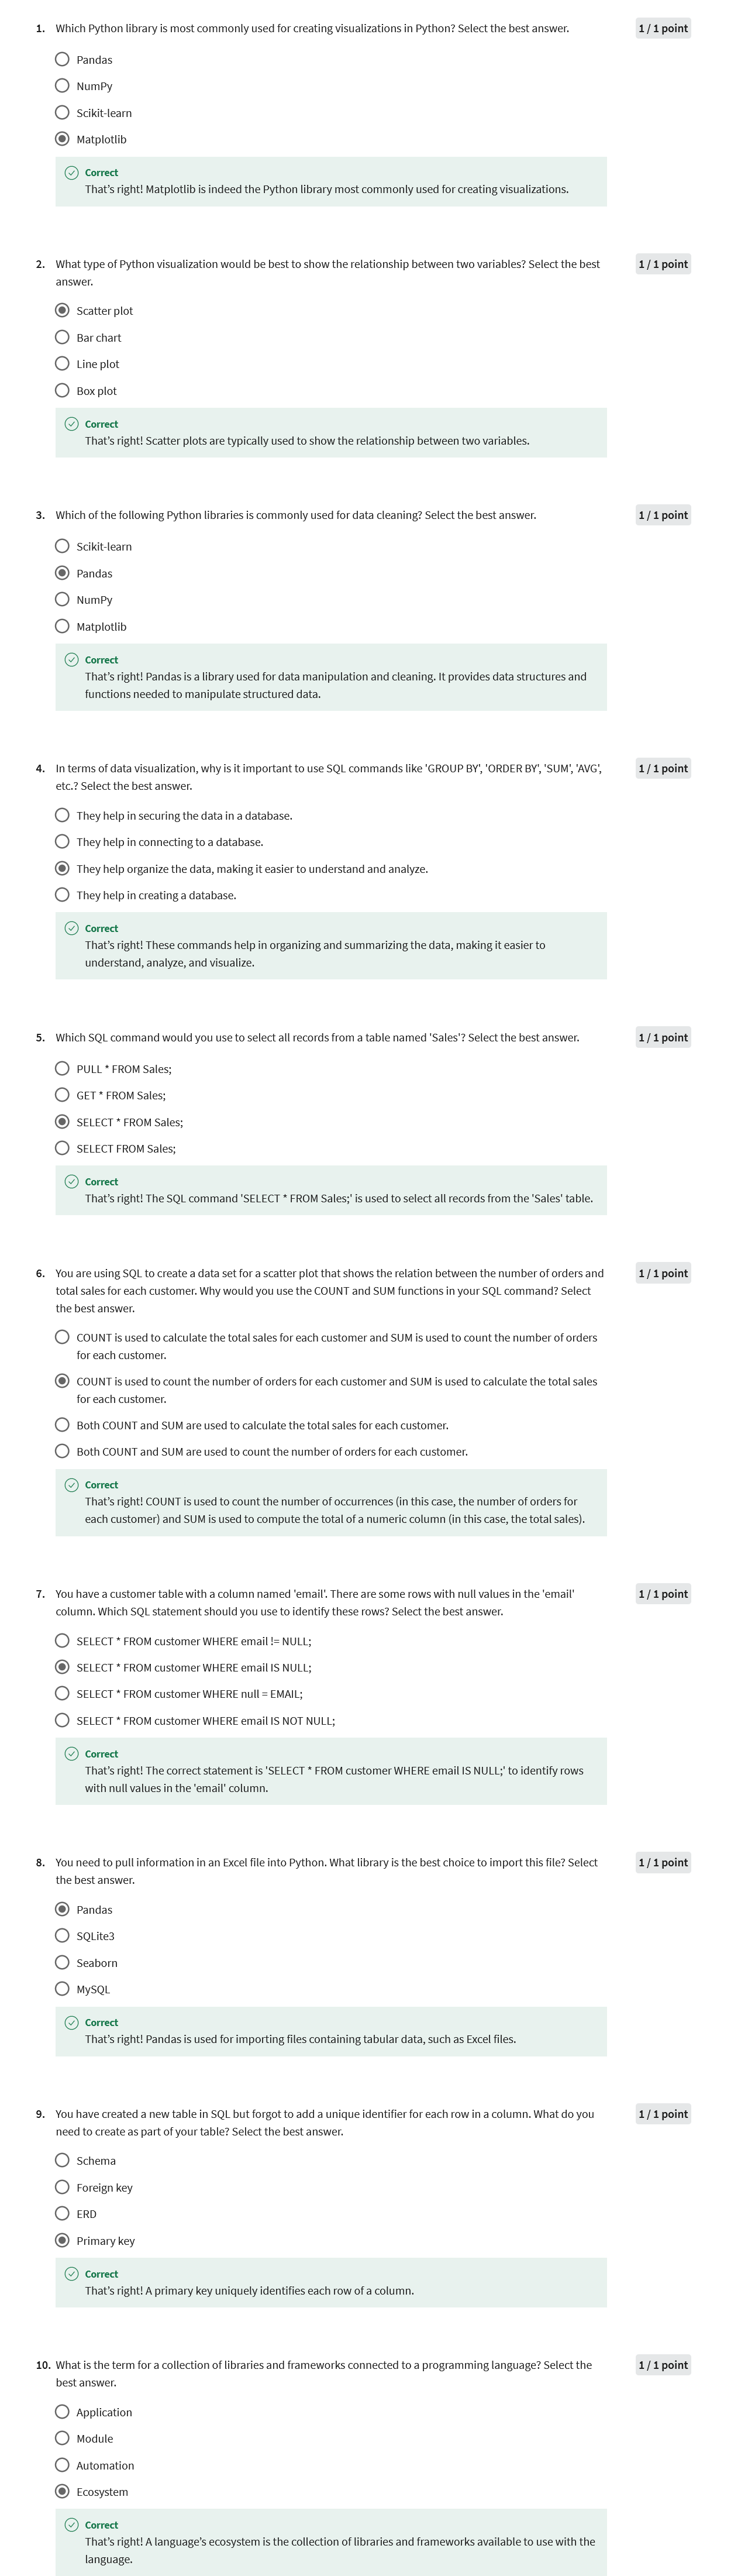 1. Which Python library is most commonly used for creating visualizations in Python? Select the best answer.
1 / 1 point
Pandas
NumPy
Scikit-learn
Matplotlib
Correct
That's right! Matplotlib is indeed the Python library most commonly used for creating visualizations.
2. What type of Python visualization would be best to show the relationship between two variables? Select the best
answer.
1 / 1 point
Scatter plot
Bar chart
Line plot
Box plot
Correct
That's right! Scatter plots are typically used to show the relationship between two variables.
3. Which of the following Python libraries is commonly used for data cleaning? Select the best answer.
1 / 1 point
Scikit-learn
Pandas
NumPy
Matplotlib
Correct
That's right! Pandas is a library used for data manipulation and cleaning. It provides data structures and
functions needed to manipulate structured data.
4. In terms of data visualization, why is it important to use SQL commands like 'GROUP BY', 'ORDER BY', 'SUM', 'AVG',
etc.? Select the best answer.
1 / 1 point
They help in securing the data in a database.
They help in connecting to a database.
They help organize the data, making it easier to understand and analyze.
They help in creating a database.
Correct
That's right! These commands help in organizing and summarizing the data, making it easier to
understand, analyze, and visualize.
5. Which SQL command would you use to select all records from a table named 'Sales'? Select the best answer.
1 / 1 point
PULL * FROM Sales;
GET * FROM Sales;
SELECT * FROM Sales;
SELECT FROM Sales;
Correct
That's right! The SQL command 'SELECT * FROM Sales;' is used to select all records from the 'Sales' table.
6. You are using SQL to create a data set for a scatter plot that shows the relation between the number of orders and
total sales for each customer. Why would you use the COUNT and SUM functions in your SQL command? Select
the best answer.
1 / 1 point
COUNT is used to calculate the total sales for each customer and SUM is used to count the number of orders
for each customer.
COUNT is used to count the number of orders for each customer and SUM is used to calculate the total sales
for each customer.
Both COUNT and SUM are used to calculate the total sales for each customer.
Both COUNT and SUM are used to count the number of orders for each customer.
Correct
That's right! COUNT is used to count the number of occurrences (in this case, the number of orders for
each customer) and SUM is used to compute the total of a numeric column (in this case, the total sales).
7. You have a customer table with a column named 'email'. There are some rows with null values in the 'email'
column. Which SQL statement should you use to identify these rows? Select the best answer.
1 / 1 point
SELECT * FROM customer WHERE email != NULL;
SELECT * FROM customer WHERE email IS NULL;
SELECT * FROM customer WHERE null = EMAIL;
SELECT * FROM customer WHERE email IS NOT NULL;
Correct
That's right! The correct statement is 'SELECT * FROM customer WHERE email IS NULL;' to identify rows
with null values in the 'email' column.
8. You need to pull information in an Excel file into Python. What library is the best choice to import this file? Select
the best answer.
1 / 1 point
Pandas
SQLite3
Seaborn
MySQL
Correct
That's right! Pandas is used for importing files containing tabular data, such as Excel files.
9. You have created a new table in SQL but forgot to add a unique identifier for each row in a column. What do you
need to create as part of your table? Select the best answer.
1 / 1 point
Schema
Foreign key
ERD
Primary key
Correct
That's right! A primary key uniquely identifies each row of a column.
10. What is the term for a collection of libraries and frameworks connected to a programming language? Select the
best answer.
1 / 1 point
Application
Module
Automation
Ecosystem
Correct
That's right! A language's ecosystem is the collection of libraries and frameworks available to use with the
language.